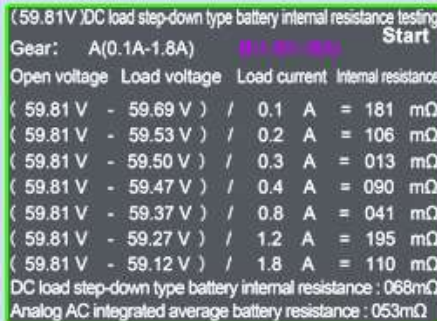 (59.81V)DC load step-down type battery internal resistance testing
Start
Gear: A(0.1A-1.8A)
Open voltage Load voltage Load current Internal resistance
( 59.81 V - 59.69 V ) / 0.1 A = 181 mΩ
( 59.81 V - 59.53 V ) / 0.2 A = 106 mΩ
( 59.81 V - 59.50 V ) / 0.3 A = 013 mΩ
( 59.81 V - 59.47 V ) / 0.4 A = 090 mΩ
( 59.81 V - 59.37 V ) / 0.8 A = 041 mΩ
( 59.81 V - 59.27 V ) / 1.2 A = 195 mΩ
( 59.81 V - 59.12 V ) / 1.8 A = 110 mΩ
DC load step-down type battery internal resistance : 068mΩ
Analog AC integrated average battery resistance : 053mΩ